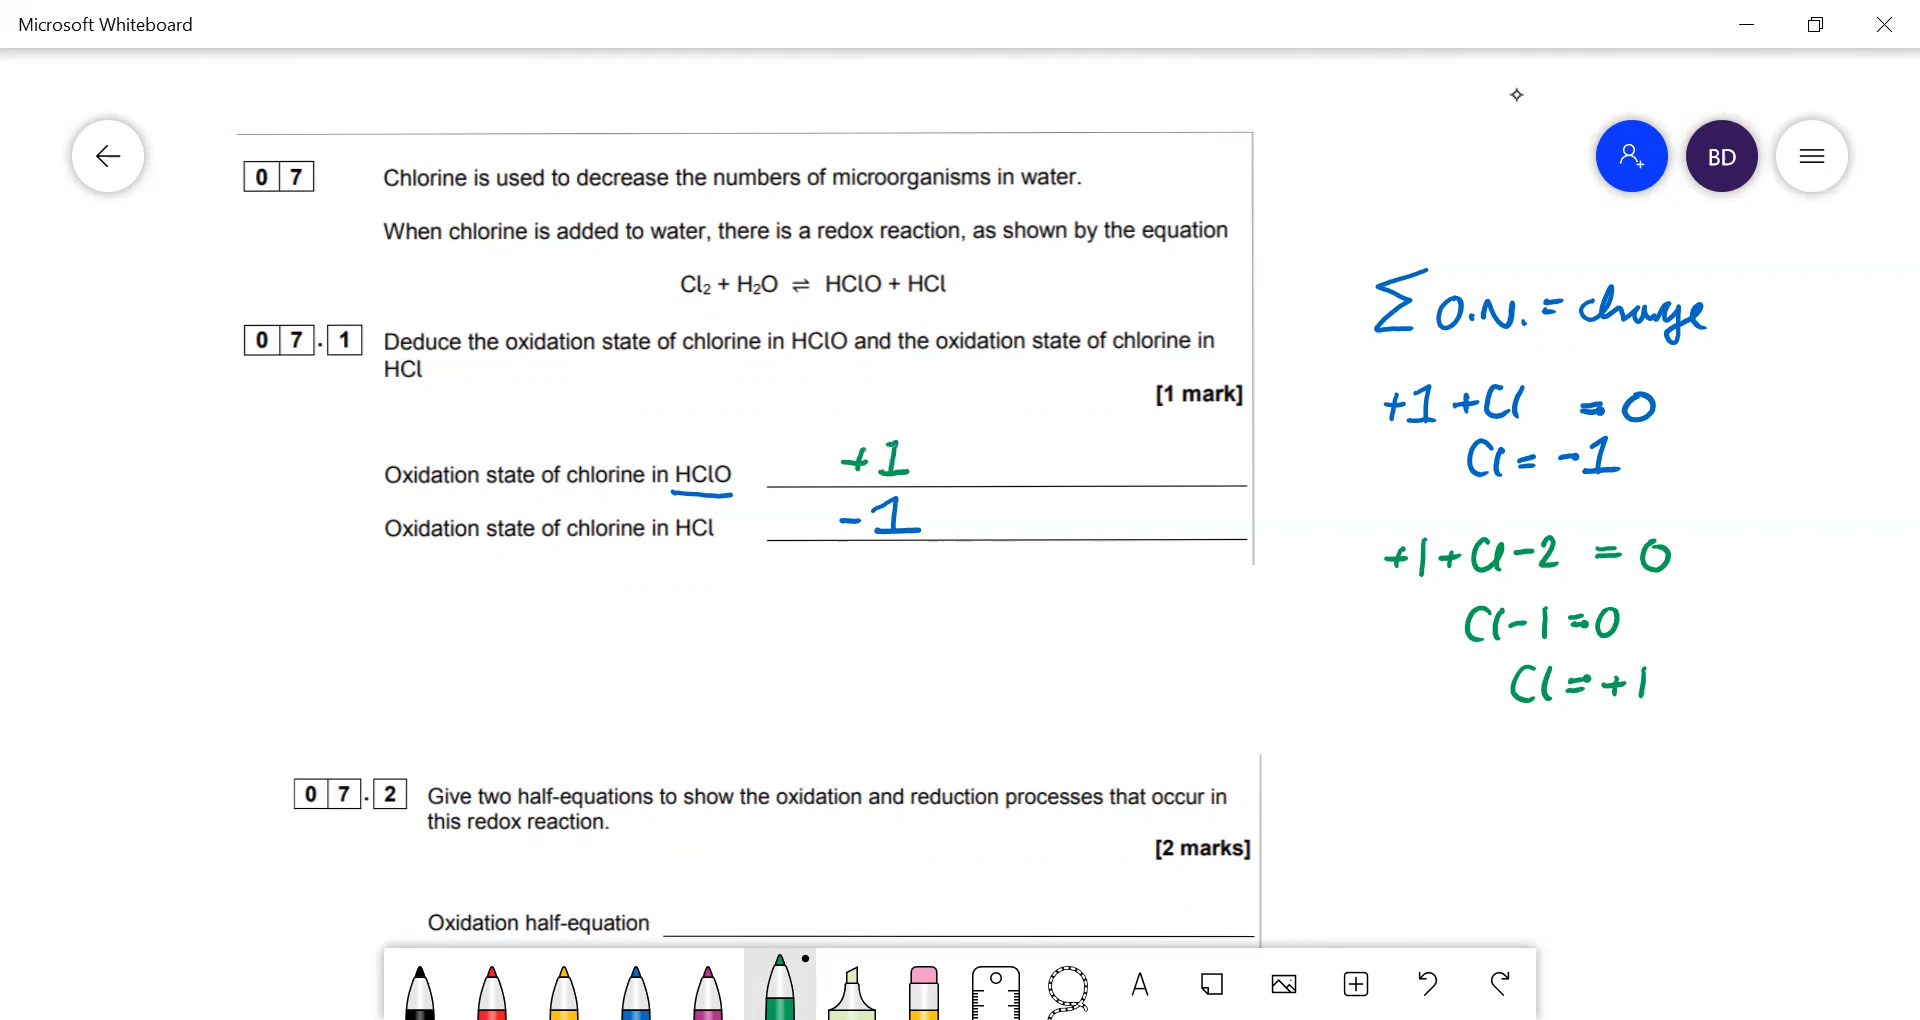 Microsoft Whiteboard
BD
0 7 Chlorine is used to decrease the numbers of microorganisms in water.
When chlorine is added to water, there is a redox reaction, as shown by the equation
Cl₂ + H₂O ⇌ HClO + HCl
0 7 . 1 Deduce the oxidation state of chlorine in HClO and the oxidation state of chlorine in
HCl
[1 mark]
Oxidation state of chlorine in HClO +1
Oxidation state of chlorine in HCl -1
Σ O.N. = charge
+1 + Cl = 0
Cl = -1
+1 + Cl - 2 = 0
Cl - 1 = 0
Cl = +1
0 7 . 2 Give two half-equations to show the oxidation and reduction processes that occur in
this redox reaction.
[2 marks]
Oxidation half-equation
A